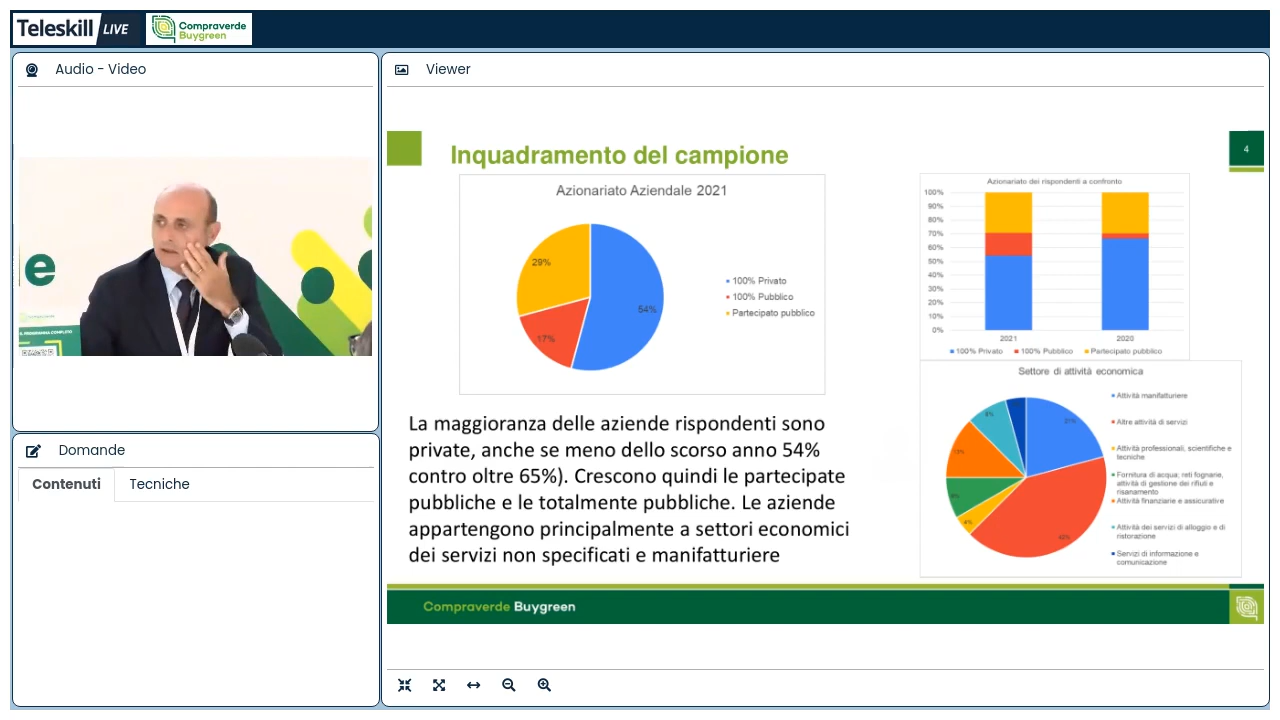 Teleskill LIVE
Compraverde
Buygreen
Audio - Video
e
Domande
Contenuti
Tecniche
Viewer
Inquadramento del campione
4
Azionariato Aziendale 2021
29%
54%
17%
100% Privato
100% Pubblico
Partecipato pubblico
La maggioranza delle aziende rispondenti sono
private, anche se meno dello scorso anno 54%
contro oltre 65%). Crescono quindi le partecipate
pubbliche e le totalmente pubbliche. Le aziende
appartengono principalmente a settori economici
dei servizi non specificati e manifatturiere
Azionariato dei rispondenti a confronto
100%
90%
80%
70%
60%
50%
40%
30%
20%
10%
0%
2021
2020
100% Privato
100% Pubblico
Partecipato pubblico
Settore di attività economica
21%
42%
4%
8%
13%
8%
Attività manifatturiere
Altre attività di servizi
Attività professionali, scientifiche e
tecniche
Fornitura di acqua; reti fognarie,
attività di gestione dei rifiuti e
risanamento
Attività finanziarie e assicurative
Attività dei servizi di alloggio e di
ristorazione
Servizi di informazione e
comunicazione
Compraverde Buygreen